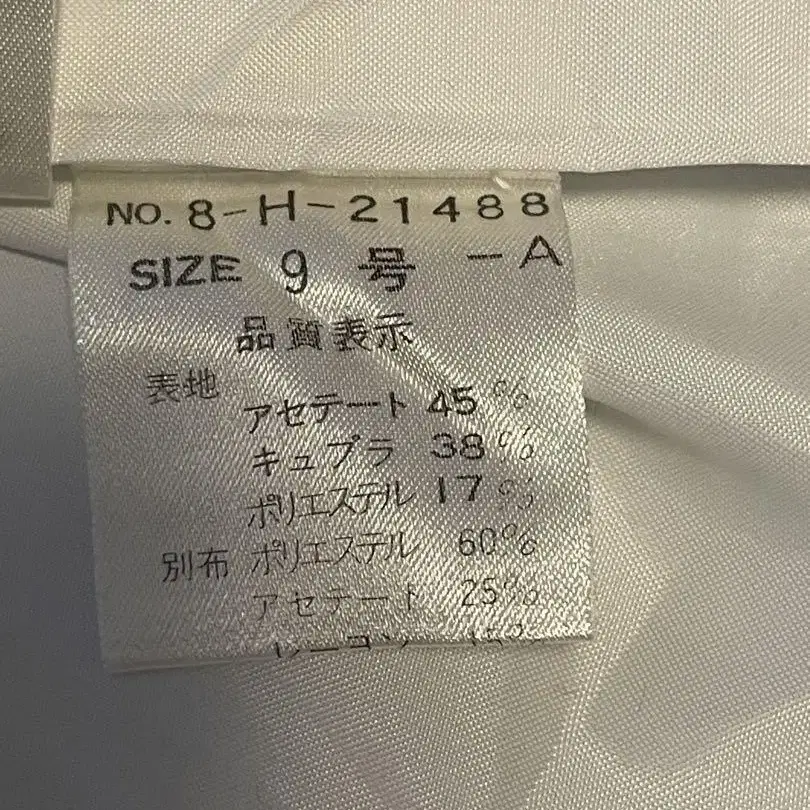 NO. 8-H-21488
SIZE 9 号 -A
品質表示
表地
アセテート 45%
キュプラ 38%
ポリエステル 17%
別布 ポリエステル 60%
アセテート 25%